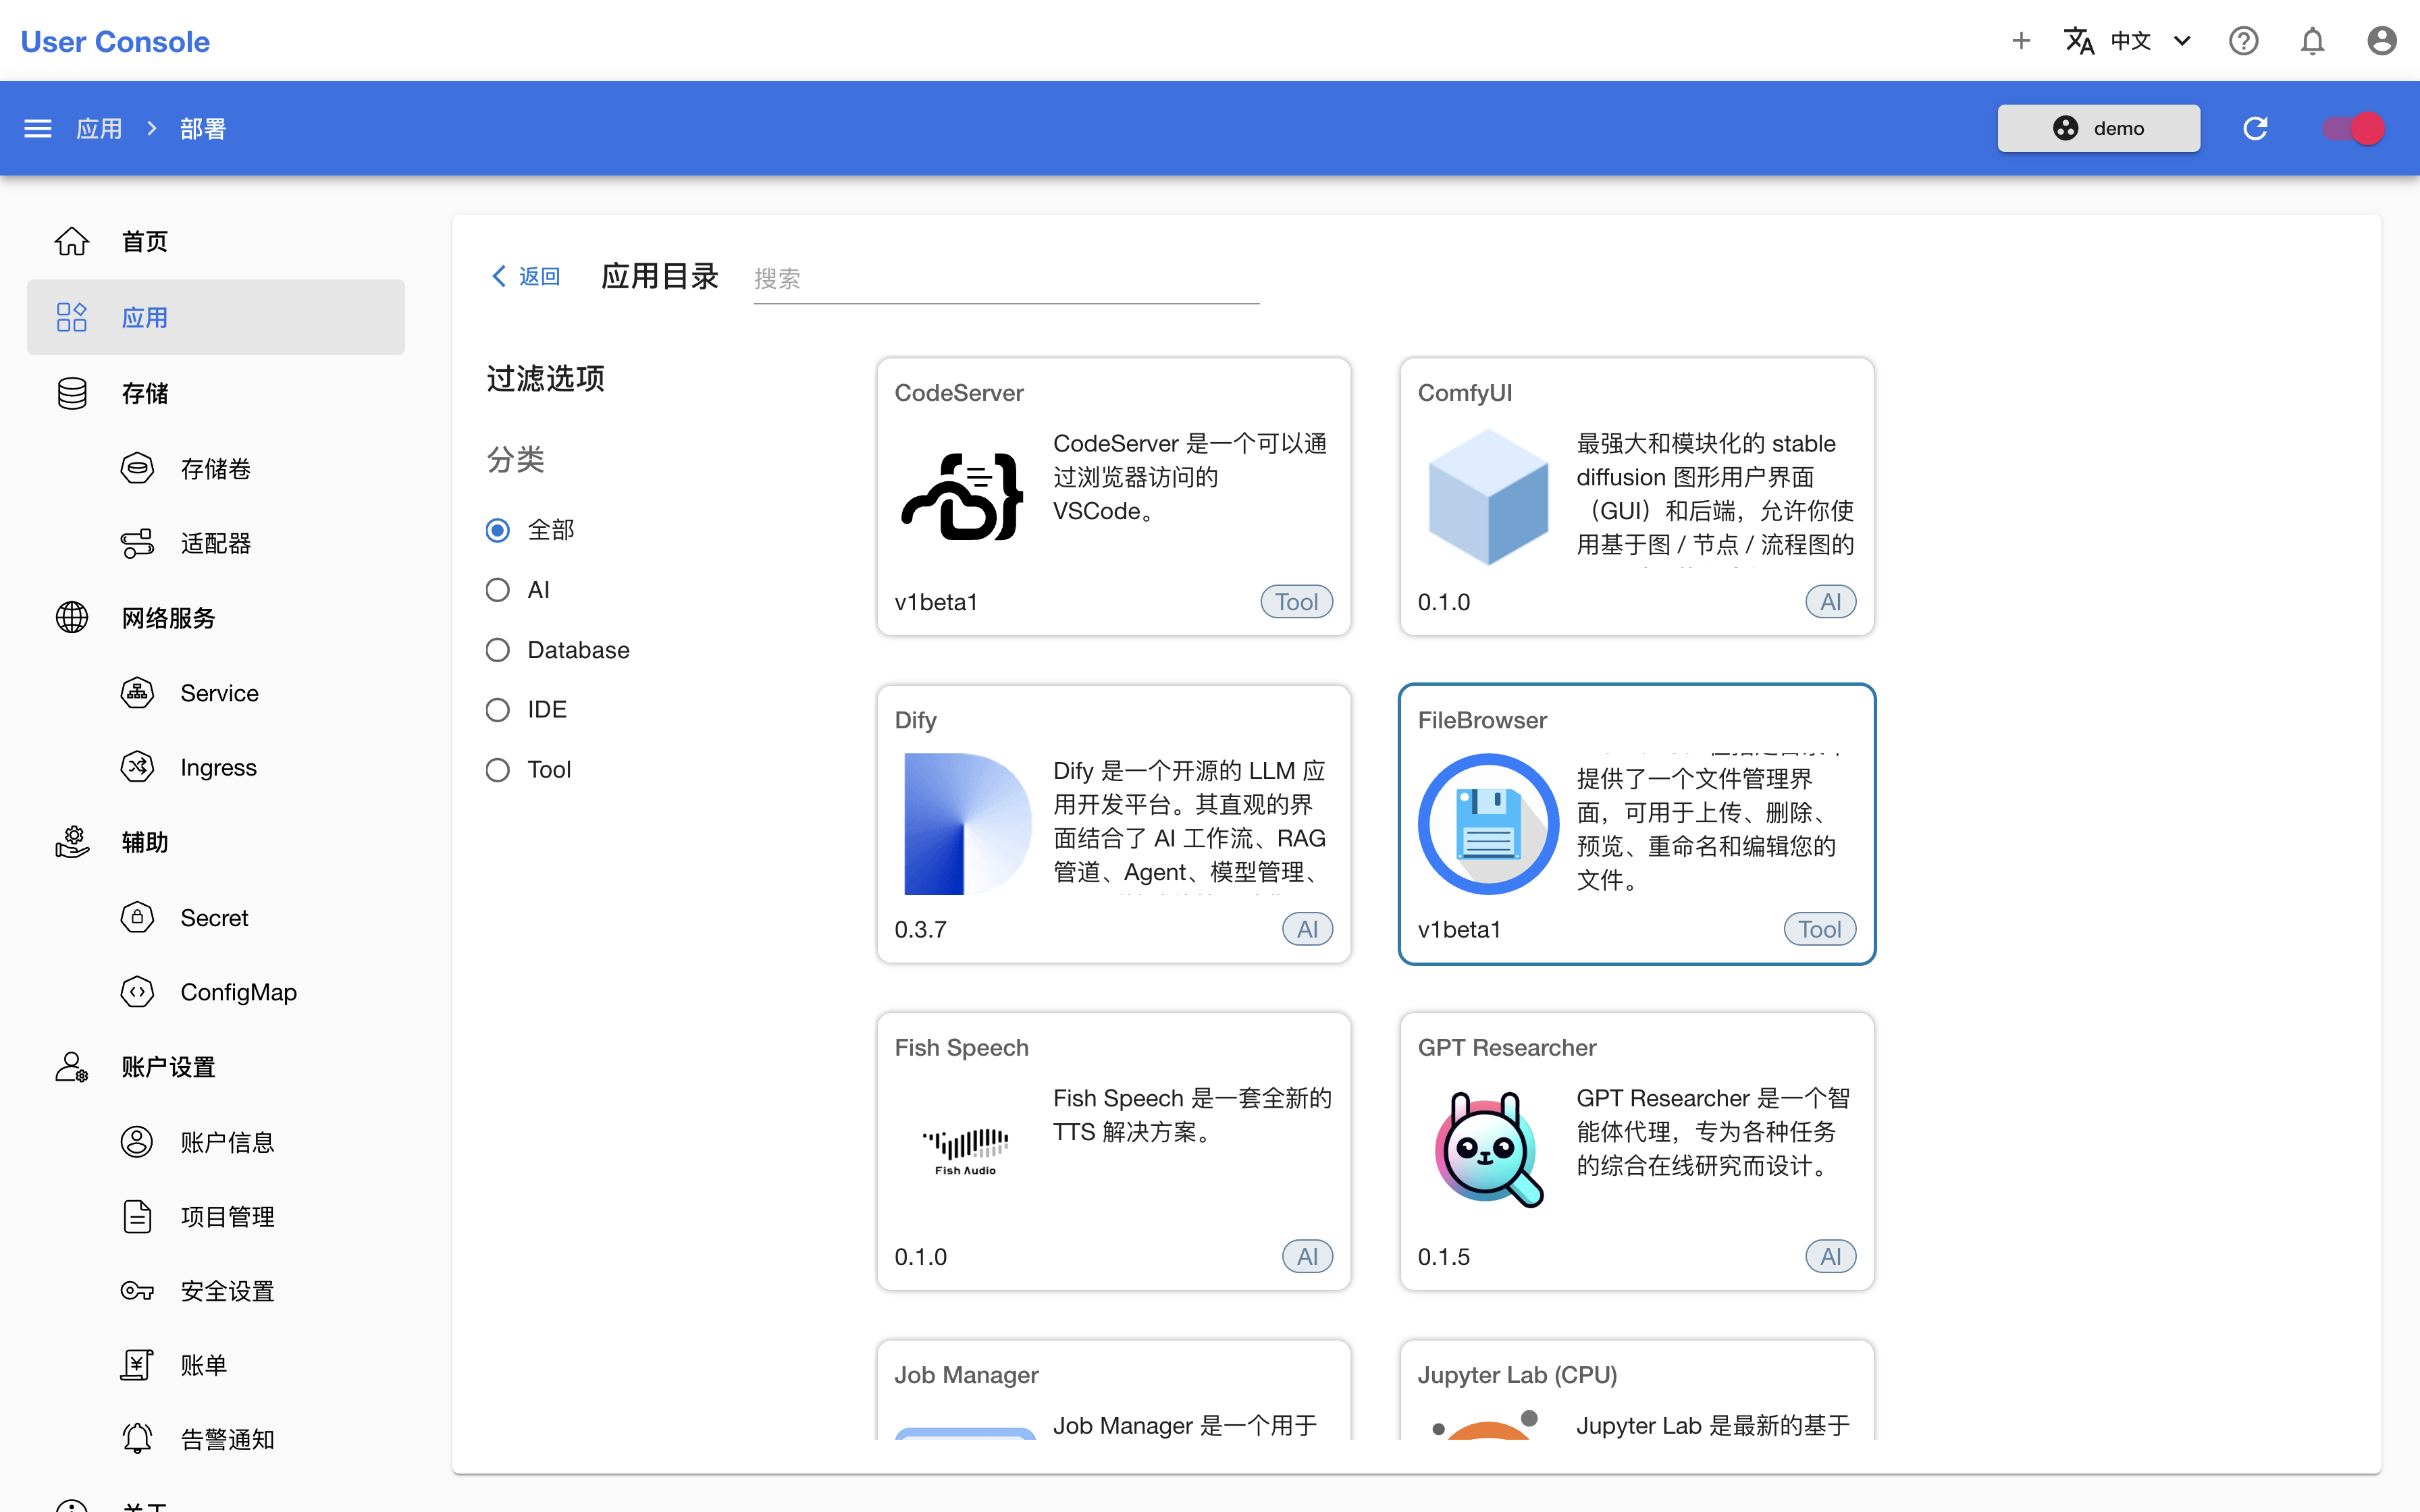 User Console
中文
应用
部署
demo
首页
应用
存储
存储卷
适配器
网络服务
Service
Ingress
辅助
Secret
ConfigMap
账户设置
账户信息
项目管理
安全设置
账单
告警通知
返回
应用目录
搜索
过滤选项
分类
全部
AI
Database
IDE
Tool
CodeServer
CodeServer 是一个可以通
过浏览器访问的
VSCode。
v1beta1
Tool
ComfyUI
最强大和模块化的 stable
diffusion 图形用户界面
（GUI）和后端，允许你使
用基于图 / 节点 / 流程图的
0.1.0
AI
Dify
Dify 是一个开源的 LLM 应
用开发平台。其直观的界
面结合了 AI 工作流、RAG
管道、Agent、模型管理、
0.3.7
AI
FileBrowser
提供了一个文件管理界
面，可用于上传、删除、
预览、重命名和编辑您的
文件。
v1beta1
Tool
Fish Speech
Fish Audio
Fish Speech 是一套全新的
TTS 解决方案。
0.1.0
AI
GPT Researcher
GPT Researcher 是一个智
能体代理，专为各种任务
的综合在线研究而设计。
0.1.5
AI
Job Manager
Job Manager 是一个用于
Jupyter Lab (CPU)
Jupyter Lab 是最新的基于